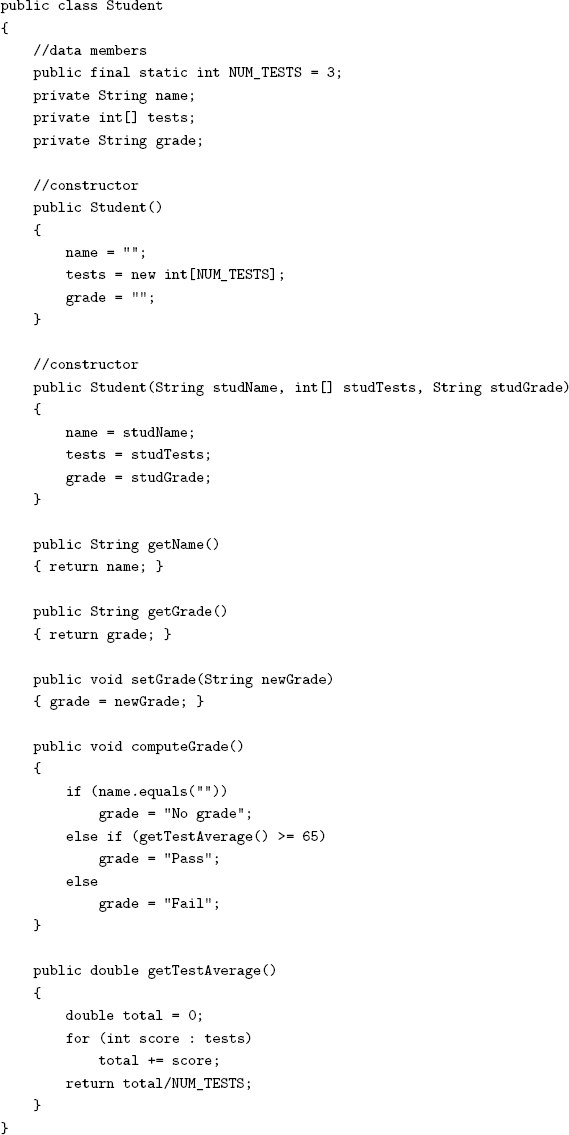 public class Student
{
    //data members
    public final static int NUM_TESTS = 3;
    private String name;
    private int[] tests;
    private String grade;

    //constructor
    public Student()
    {
        name = "";
        tests = new int[NUM_TESTS];
        grade = "";
    }

    //constructor
    public Student(String studName, int[] studTests, String studGrade)
    {
        name = studName;
        tests = studTests;
        grade = studGrade;
    }

    public String getName()
    { return name; }

    public String getGrade()
    { return grade; }

    public void setGrade(String newGrade)
    { grade = newGrade; }

    public void computeGrade()
    {
        if (name.equals(""))
            grade = "No grade";
        else if (getTestAverage() >= 65)
            grade = "Pass";
        else
            grade = "Fail";
    }

    public double getTestAverage()
    {
        double total = 0;
        for (int score : tests)
            total += score;
        return total/NUM_TESTS;
    }
}